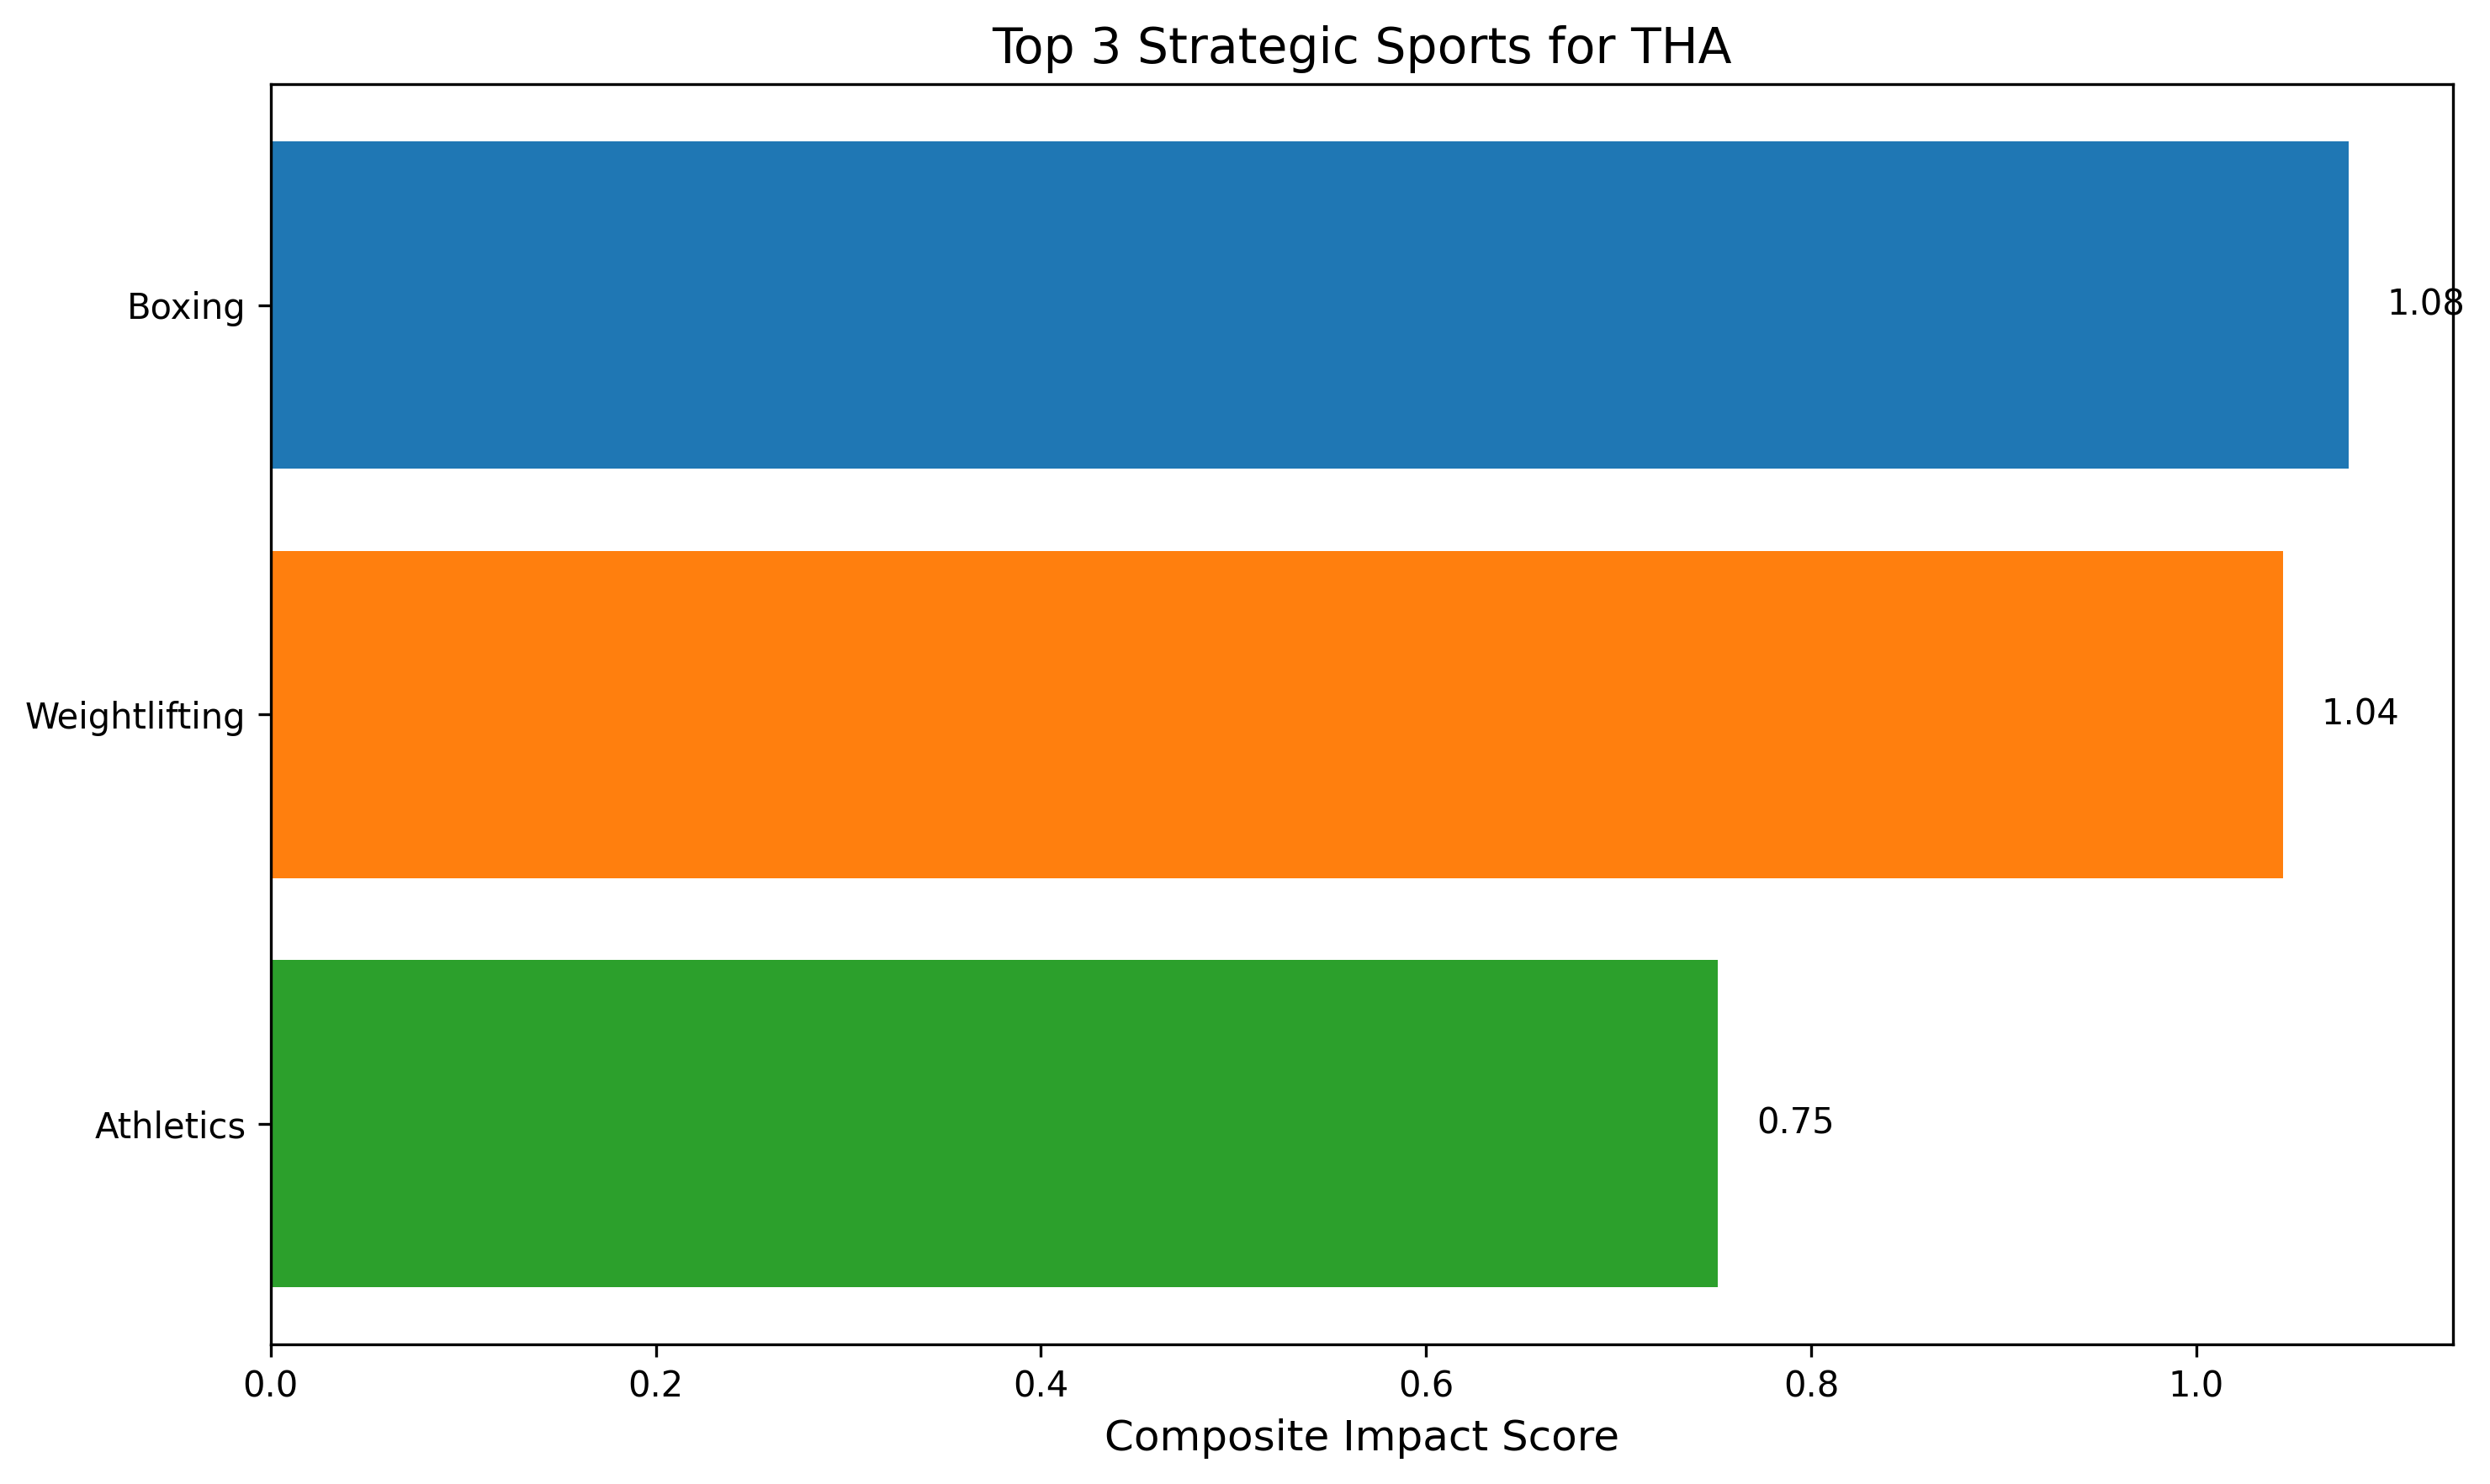 Top 3 Strategic Sports for THA
Boxing
1.08
Weightlifting
1.04
Athletics
0.75
0.0 0.2 0.4 0.6 0.8 1.0
Composite Impact Score